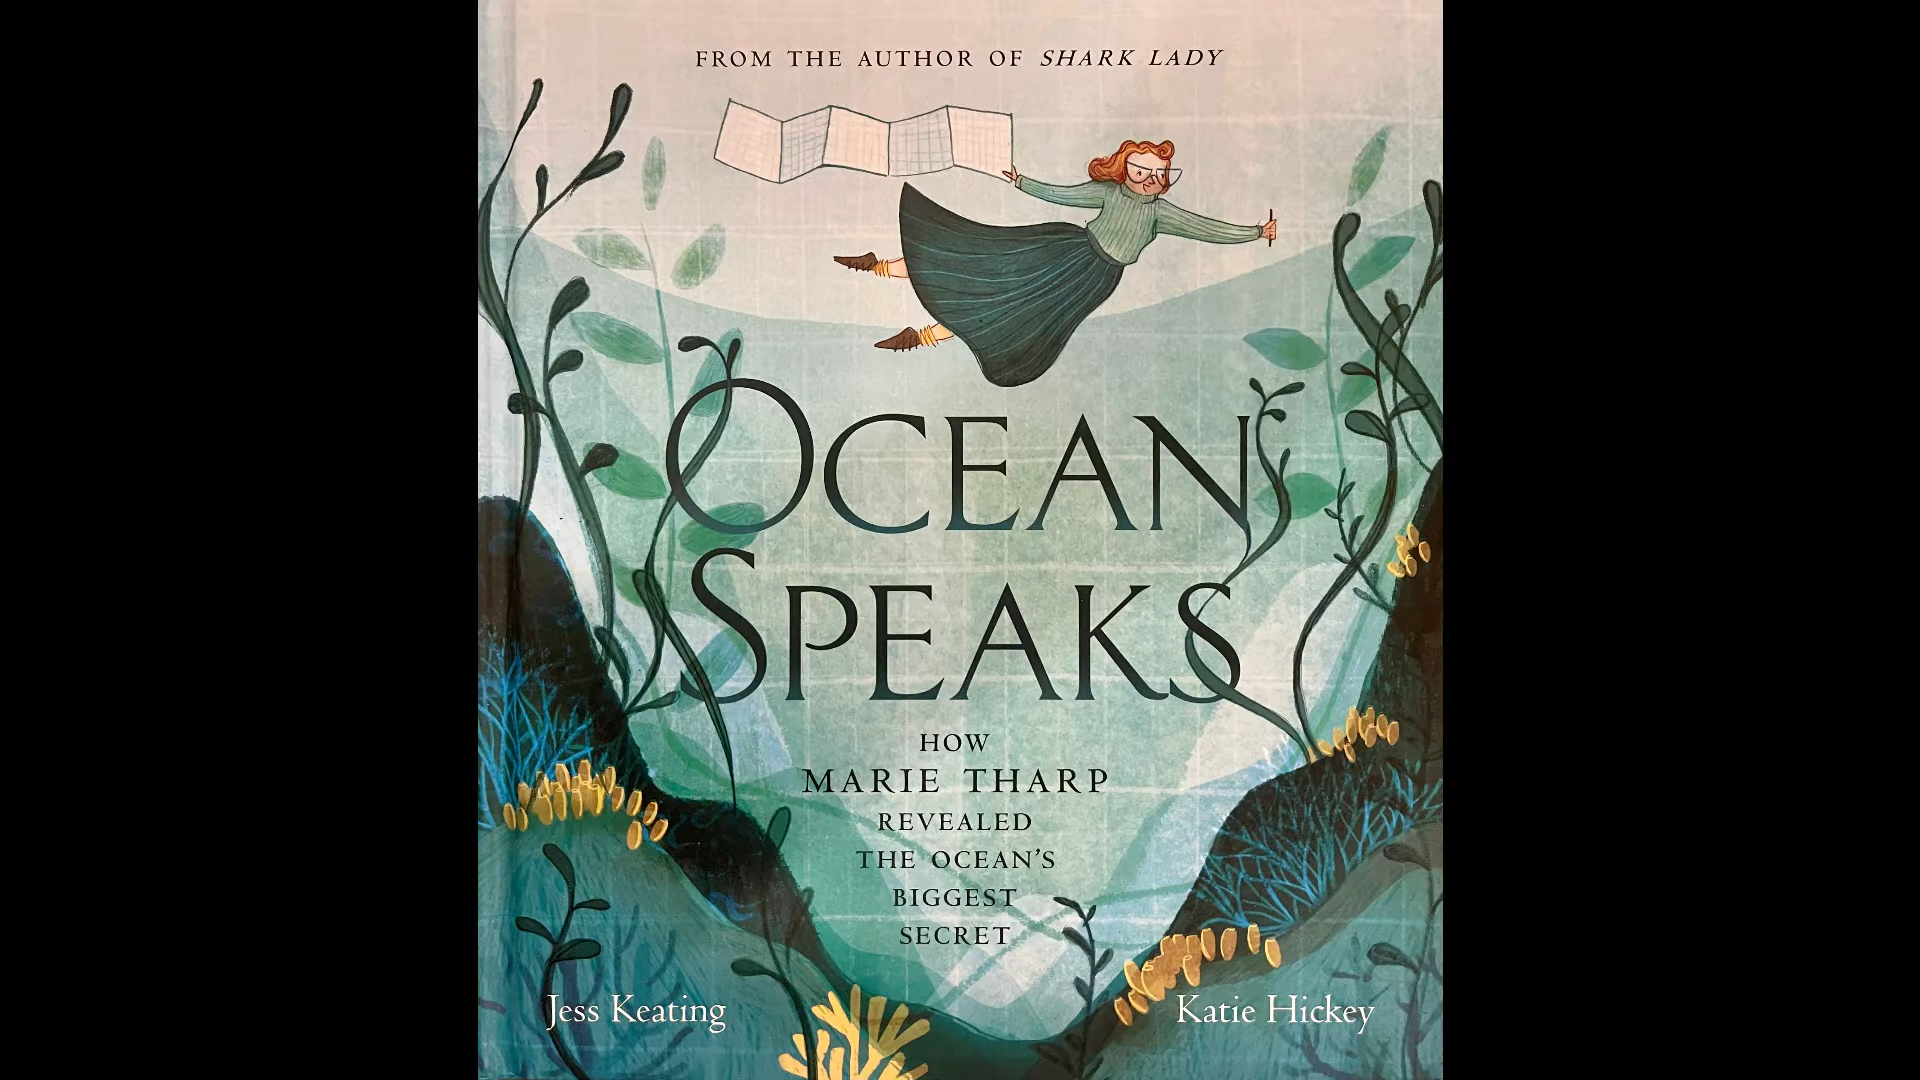 FROM THE AUTHOR OF SHARK LADY
OCEAN
SPEAKS
HOW
MARIE THARP
REVEALED
THE OCEAN'S
BIGGEST
SECRET
Jess Keating
Katie Hickey